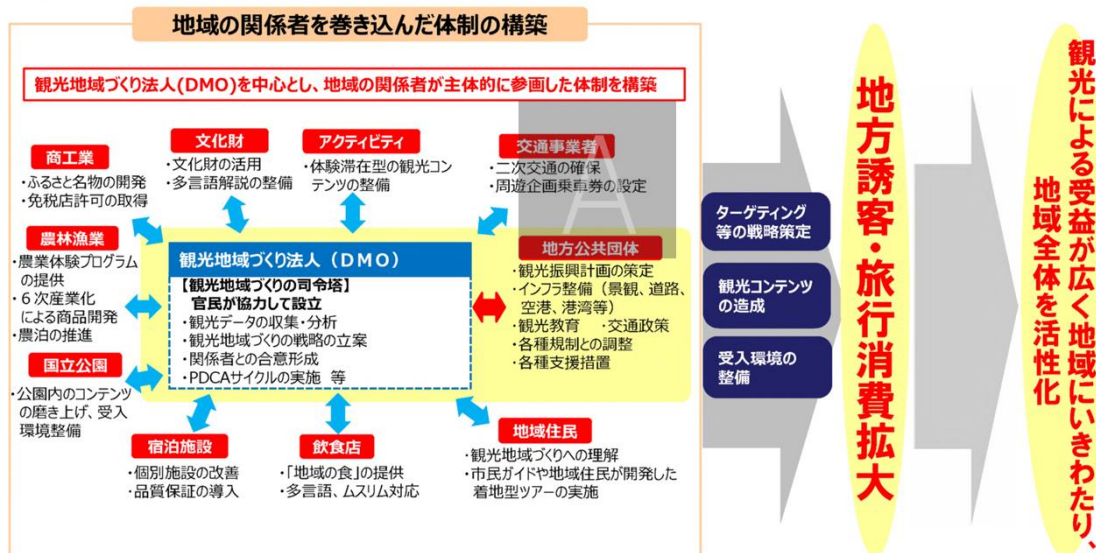 地域の関係者を巻き込んだ体制の構築
観光地域づくり法人(DMO)を中心とし、地域の関係者が主体的に参画した体制を構築
商工業
・ふるさと名物の開発
・免税店許可の取得
文化財
・文化財の活用
・多言語解説の整備
アクティビティ
・体験滞在型の観光コン
テンツの整備
交通事業者
・二次交通の確保
・周遊企画乗車券の設定
A
農林漁業
・農業体験プログラム
の提供
・６次産業化
による商品開発
・農泊の推進
観光地域づくり法人（DMO）
【観光地域づくりの司令塔】
官民が協力して設立
・観光データの収集・分析
・観光地域づくりの戦略の立案
・関係者との合意形成
・PDCAサイクルの実施 等
地方公共団体
・観光振興計画の策定
・インフラ整備（景観、道路、
空港、港湾等）
・観光教育 ・交通政策
・各種規制との調整
・各種支援措置
国立公園
・公園内のコンテンツ
の磨き上げ、受入
環境整備
宿泊施設
・個別施設の改善
・品質保証の導入
飲食店
・「地域の食」の提供
・多言語、ムスリム対応
地域住民
・観光地域づくりへの理解
・市民ガイドや地域住民が開発した
着地型ツアーの実施
ターゲティング
等の戦略策定
観光コンテンツ
の造成
受入環境の
整備
地方誘客・旅行消費拡大
観光による受益が広く地域にいきわたり、
地域全体を活性化